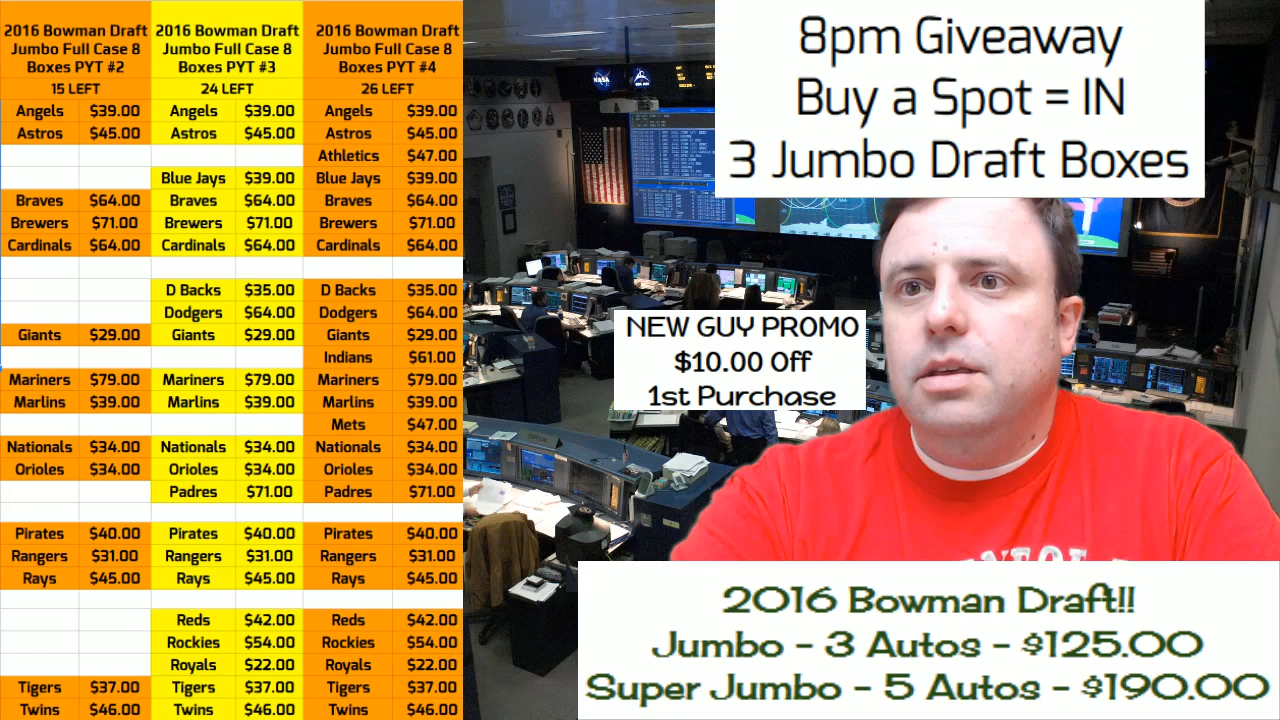 2016 Bowman Draft
Jumbo Full Case 8
Boxes PYT #2
15 LEFT
Angels $39.00
Astros $45.00
Braves $64.00
Brewers $71.00
Cardinals $64.00
Giants $29.00
Mariners $79.00
Marlins $39.00
Nationals $34.00
Orioles $34.00
Pirates $40.00
Rangers $31.00
Rays $45.00
Tigers $37.00
Twins $46.00
2016 Bowman Draft
Jumbo Full Case 8
Boxes PYT #3
24 LEFT
Angels $39.00
Astros $45.00
Blue Jays $39.00
Braves $64.00
Brewers $71.00
Cardinals $64.00
D Backs $35.00
Dodgers $64.00
Giants $29.00
Mariners $79.00
Marlins $39.00
Nationals $34.00
Orioles $34.00
Padres $71.00
Pirates $40.00
Rangers $31.00
Rays $45.00
Reds $42.00
Rockies $54.00
Royals $22.00
Tigers $37.00
Twins $46.00
2016 Bowman Draft
Jumbo Full Case 8
Boxes PYT #4
26 LEFT
Angels $39.00
Astros $45.00
Athletics $47.00
Blue Jays $39.00
Braves $64.00
Brewers $71.00
Cardinals $64.00
D Backs $35.00
Dodgers $64.00
Giants $29.00
Indians $61.00
Mariners $79.00
Marlins $39.00
Mets $47.00
Nationals $34.00
Orioles $34.00
Padres $71.00
Pirates $40.00
Rangers $31.00
Rays $45.00
Reds $42.00
Rockies $54.00
Royals $22.00
Tigers $37.00
Twins $46.00
NASA
8pm Giveaway
Buy a Spot = IN
3 Jumbo Draft Boxes
NEW GUY PROMO
$10.00 Off
1st Purchase
2016 Bowman Draft!!
Jumbo - 3 Autos - $125.00
Super Jumbo - 5 Autos - $190.00